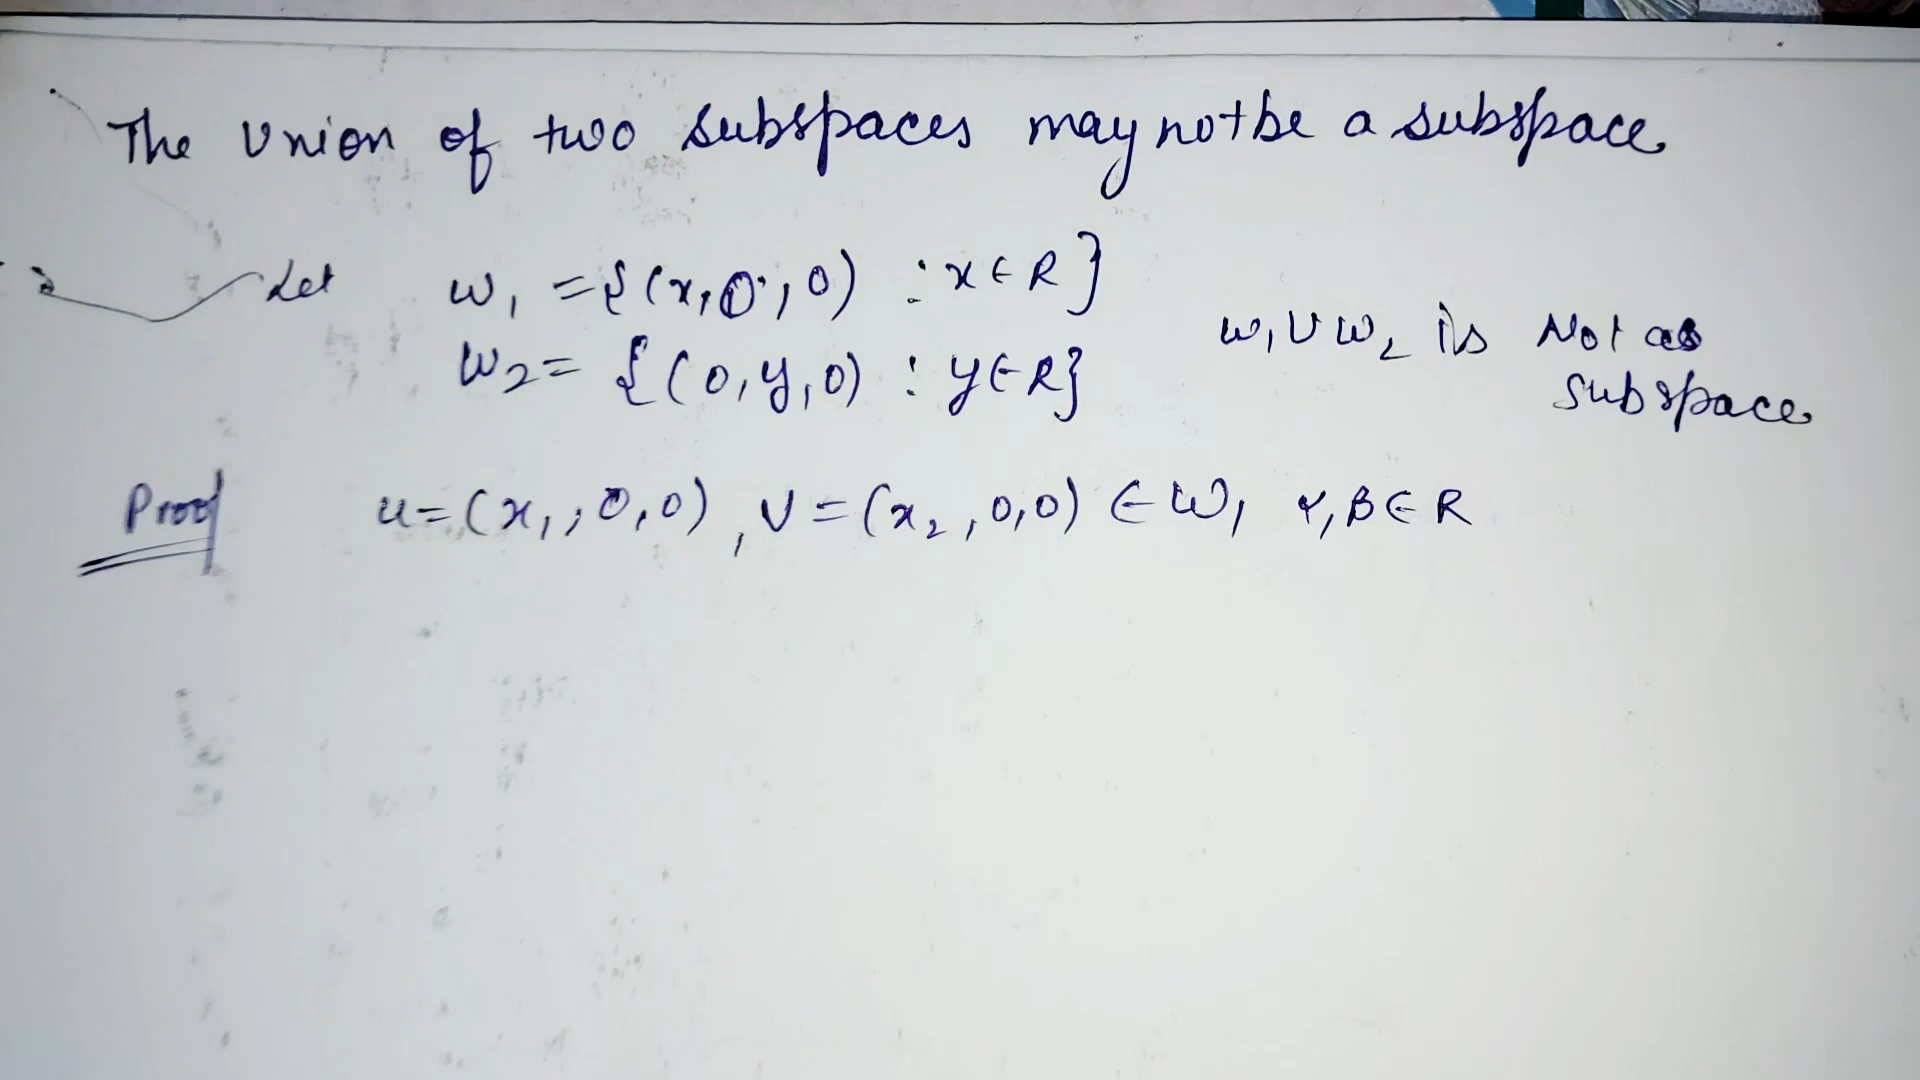 The Union of two subspaces may not be a subspace
Let W₁ = {(x,0,0) : x∈R}
W₂ = {(0,y,0) : y∈R}
W₁∪W₂ is Not as
subspace
Proof u=(x₁,0,0), v=(x₂,0,0) ∈ W₁ α,β∈R